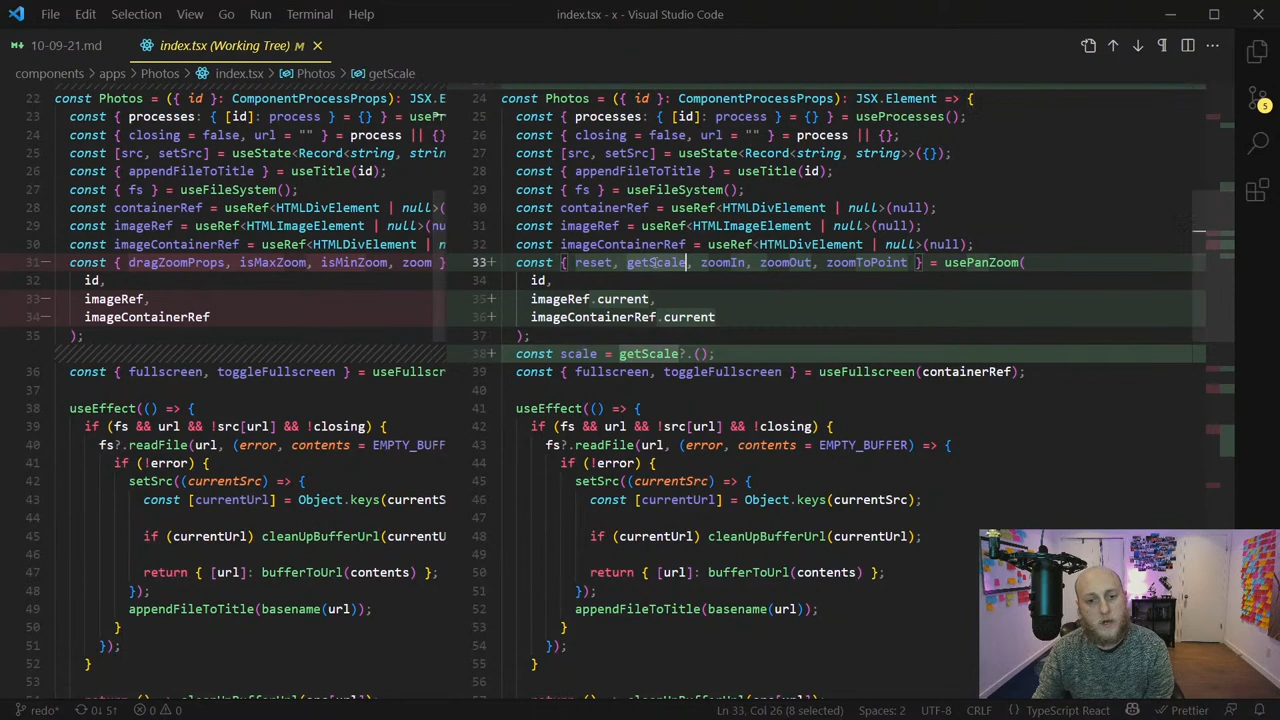 File Edit Selection View Go Run Terminal Help
index.tsx - x - Visual Studio Code
10-09-21.md
index.tsx (Working Tree) M
components > apps > Photos > index.tsx > Photos > getScale
22 const Photos = ({ id }: ComponentProcessProps): JSX.E
23 const { processes: { [id]: process } = {} } = usePr
24 const { closing = false, url = "" } = process || {}
25 const [src, setSrc] = useState<Record<string, strin
26 const { appendFileToTitle } = useTitle(id);
27 const { fs } = useFileSystem();
28 const containerRef = useRef<HTMLDivElement | null>(
29 const imageRef = useRef<HTMLImageElement | null>(nu
30 const imageContainerRef = useRef<HTMLDivElement | n
31— const { dragZoomProps, isMaxZoom, isMinZoom, zoom }
32 id,
33— imageRef,
34— imageContainerRef
35 );
36 const { fullscreen, toggleFullscreen } = useFullscr
37
38 useEffect(() => {
39 if (fs && url && !src[url] && !closing) {
40 fs?.readFile(url, (error, contents = EMPTY_BUFF
41 if (!error) {
42 setSrc((currentSrc) => {
43 const [currentUrl] = Object.keys(currentS
44
45 if (currentUrl) cleanUpBufferUrl(currentU
46
47 return { [url]: bufferToUrl(contents) };
48 });
49 appendFileToTitle(basename(url));
50 }
51 });
52 }
24 const Photos = ({ id }: ComponentProcessProps): JSX.Element => {
25 const { processes: { [id]: process } = {} } = useProcesses();
26 const { closing = false, url = "" } = process || {};
27 const [src, setSrc] = useState<Record<string, string>>({});
28 const { appendFileToTitle } = useTitle(id);
29 const { fs } = useFileSystem();
30 const containerRef = useRef<HTMLDivElement | null>(null);
31 const imageRef = useRef<HTMLImageElement | null>(null);
32 const imageContainerRef = useRef<HTMLDivElement | null>(null);
33+ const { reset, getScale, zoomIn, zoomOut, zoomToPoint } = usePanZoom(
34 id,
35+ imageRef.current,
36+ imageContainerRef.current
37 );
38+ const scale = getScale?.();
39 const { fullscreen, toggleFullscreen } = useFullscreen(containerRef);
40
41 useEffect(() => {
42 if (fs && url && !src[url] && !closing) {
43 fs?.readFile(url, (error, contents = EMPTY_BUFFER) => {
44 if (!error) {
45 setSrc((currentSrc) => {
46 const [currentUrl] = Object.keys(currentSrc);
47
48 if (currentUrl) cleanUpBufferUrl(currentUrl);
49
50 return { [url]: bufferToUrl(contents) };
51 });
52 appendFileToTitle(basename(url));
53 }
54 });
55 }
5
redo* 0↓ 5↑ 0 0
Ln 33, Col 26 (8 selected) Spaces: 2 UTF-8 CRLF TypeScript React Prettier